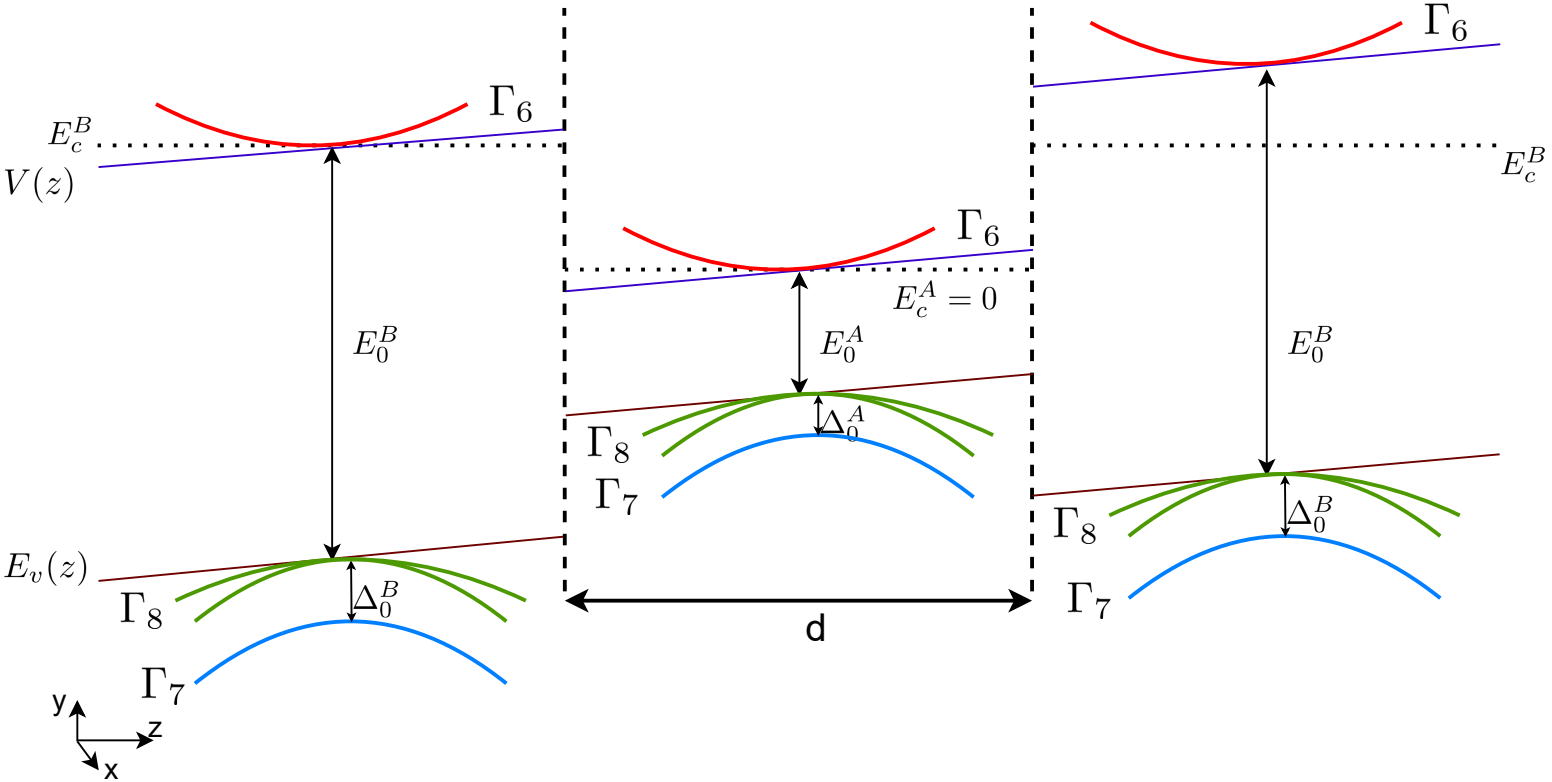 Γ₆
E_c^B
V(z)
Γ₆
E_c^B
Γ₆
E_c^A = 0
E_0^B
E_0^A
E_0^B
Δ_0^A
Γ₈
Γ₇
Δ_0^B
Γ₈
E_v(z)
Δ_0^B
Γ₈
Γ₇
d
Γ₇
y
z
x